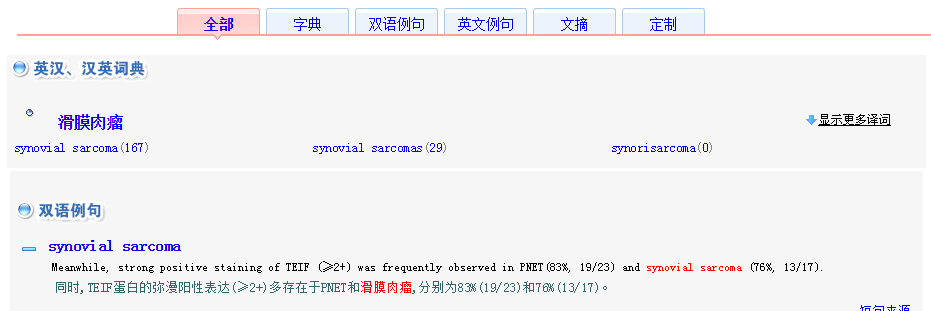 全部 字典 双语例句 英文例句 文摘 定制
英汉、汉英词典
滑膜肉瘤 显示更多译词
synovial sarcoma(167) synovial sarcomas(29) synorisarcoma(0)
双语例句
synovial sarcoma
Meanwhile, strong positive staining of TEIF (≥2+) was frequently observed in PNET(83%, 19/23) and synovial sarcoma (76%, 13/17).
同时,TEIF蛋白的弥漫阳性表达(≥2+)多存在于PNET和滑膜肉瘤,分别为83%(19/23)和76%(13/17)。
短句来源